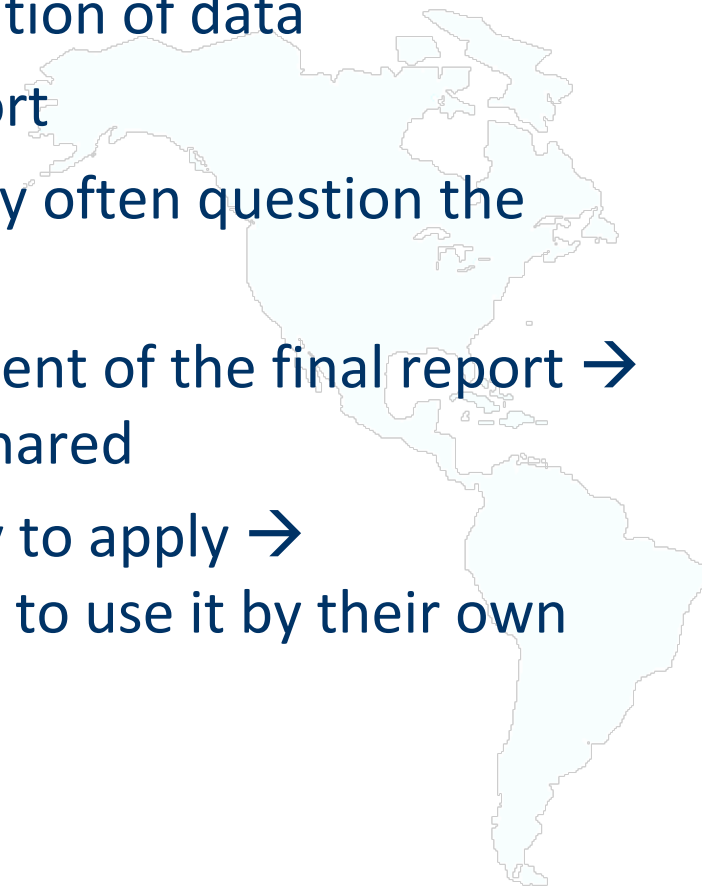 tion of data
ort
y often question the
ent of the final report →
hared
y to apply →
to use it by their own